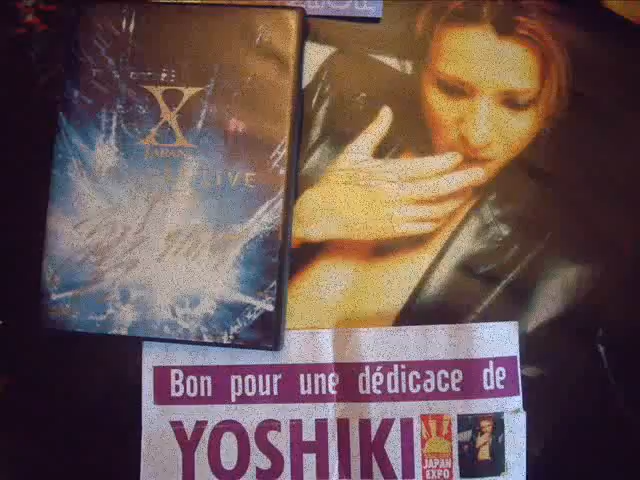 X
JAPAN
LIVE
Bon pour une dédicace de
YOSHIKI
JAPAN
EXPO